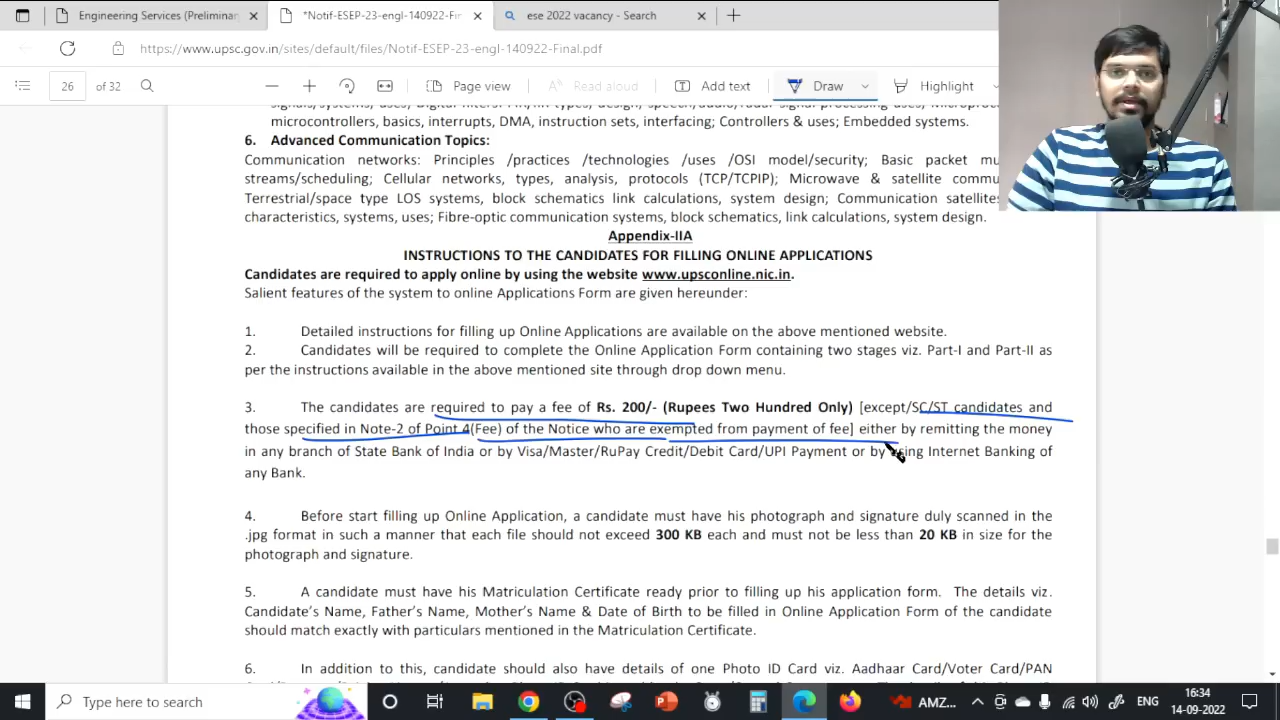 Engineering Services (Preliminar
*Notif-ESEP-23-engl-140922-Fin
ese 2022 vacancy - Search
https://www.upsc.gov.in/sites/default/files/Notif-ESEP-23-engl-140922-Final.pdf
26 of 32
Page view
Read aloud
Add text
Draw
Highlight
microcontrollers, basics, interrupts, DMA, instruction sets, interfacing; Controllers & uses; Embedded systems.
6. Advanced Communication Topics:
Communication networks: Principles /practices /technologies /uses /OSI model/security; Basic packet mu
streams/scheduling; Cellular networks, types, analysis, protocols (TCP/TCPIP); Microwave & satellite commu
Terrestrial/space type LOS systems, block schematics link calculations, system design; Communication satellites
characteristics, systems, uses; Fibre-optic communication systems, block schematics, link calculations, system design.
Appendix-IIA
INSTRUCTIONS TO THE CANDIDATES FOR FILLING ONLINE APPLICATIONS
Candidates are required to apply online by using the website www.upsconline.nic.in.
Salient features of the system to online Applications Form are given hereunder:
1. Detailed instructions for filling up Online Applications are available on the above mentioned website.
2. Candidates will be required to complete the Online Application Form containing two stages viz. Part-I and Part-II as
per the instructions available in the above mentioned site through drop down menu.
3. The candidates are required to pay a fee of Rs. 200/- (Rupees Two Hundred Only) [except/SC/ST candidates and
those specified in Note-2 of Point 4(Fee) of the Notice who are exempted from payment of fee] either by remitting the money
in any branch of State Bank of India or by Visa/Master/RuPay Credit/Debit Card/UPI Payment or by using Internet Banking of
any Bank.
4. Before start filling up Online Application, a candidate must have his photograph and signature duly scanned in the
.jpg format in such a manner that each file should not exceed 300 KB each and must not be less than 20 KB in size for the
photograph and signature.
5. A candidate must have his Matriculation Certificate ready prior to filling up his application form. The details viz.
Candidate's Name, Father's Name, Mother's Name & Date of Birth to be filled in Online Application Form of the candidate
should match exactly with particulars mentioned in the Matriculation Certificate.
6. In addition to this, candidate should also have details of one Photo ID Card viz. Aadhaar Card/Voter Card/PAN
Type here to search
AMZ...
ENG
16:34
14-09-2022